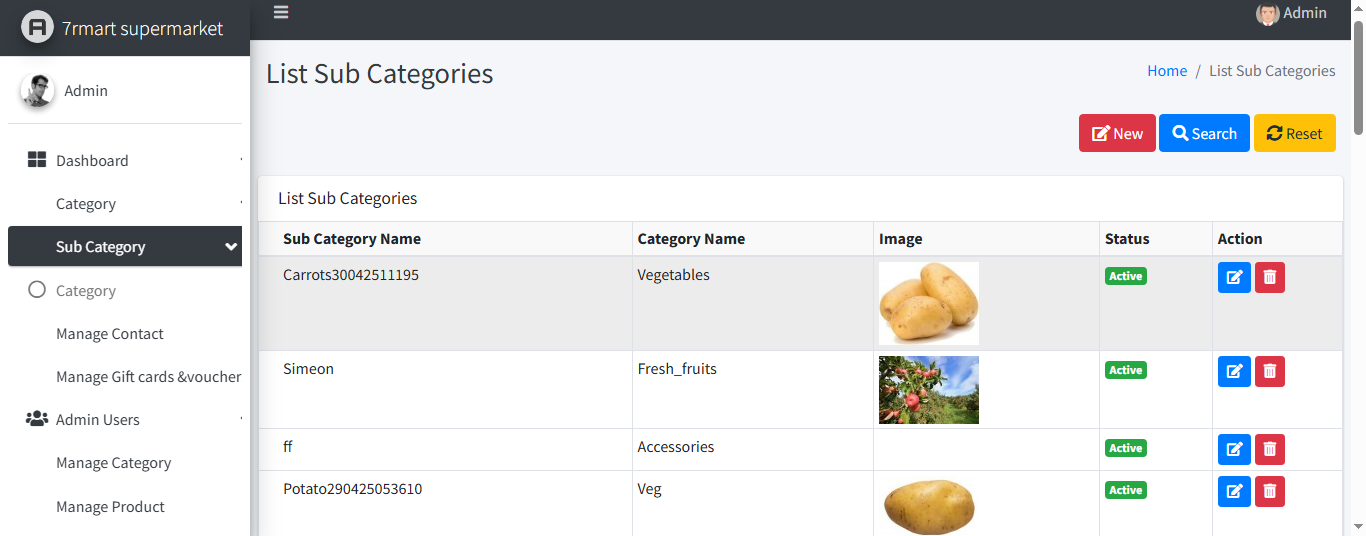 7rmart supermarket
Admin
Admin
Dashboard
Category
Sub Category
Category
Manage Contact
Manage Gift cards &voucher
Admin Users
Manage Category
Manage Product
List Sub Categories
Home / List Sub Categories
New Search Reset
List Sub Categories
Sub Category Name Category Name Image Status Action
Carrots30042511195 Vegetables Active
Simeon Fresh_fruits Active
ff Accessories Active
Potato290425053610 Veg Active